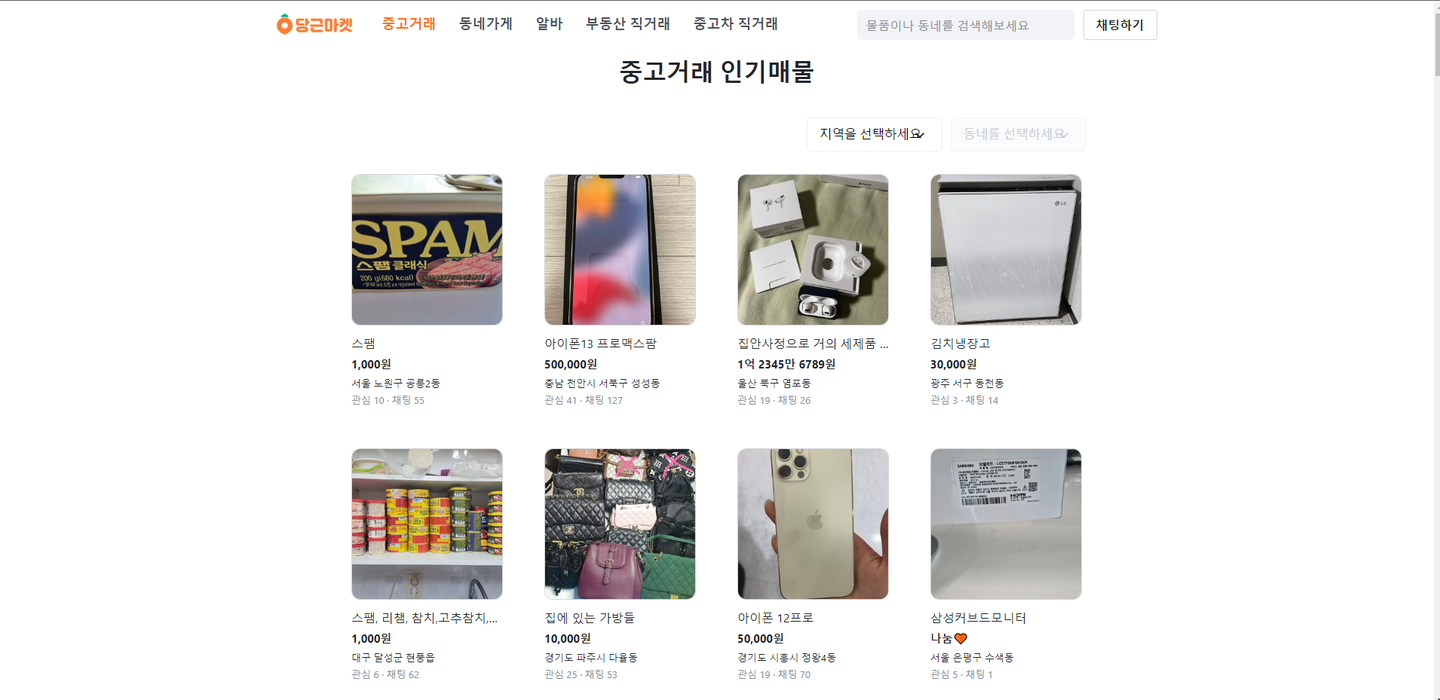 당근마켓
중고거래 동네가게 알바 부동산 직거래 중고차 직거래
물품이나 동네를 검색해보세요
채팅하기
중고거래 인기매물
지역을 선택하세요
동네를 선택하세요
SPAM
스팸 클래식
200 g(680 kcal)
LG
스팸
1,000원
서울 노원구 공릉2동
관심 10 · 채팅 55
아이폰13 프로맥스팜
500,000원
충남 천안시 서북구 성성동
관심 41 · 채팅 127
집안사정으로 거의 세제품 ...
1억 2345만 6789원
울산 북구 염포동
관심 19 · 채팅 26
김치냉장고
30,000원
광주 서구 동천동
관심 3 · 채팅 14
SAMSUNG
HDMI
스팸, 리챔, 참치,고추참치,...
1,000원
대구 달성군 현풍읍
관심 6 · 채팅 62
집에 있는 가방들
10,000원
경기도 파주시 다율동
관심 25 · 채팅 53
아이폰 12프로
50,000원
경기도 시흥시 정왕4동
관심 19 · 채팅 70
삼성커브드모니터
나눔🧡
서울 은평구 수색동
관심 5 · 채팅 1